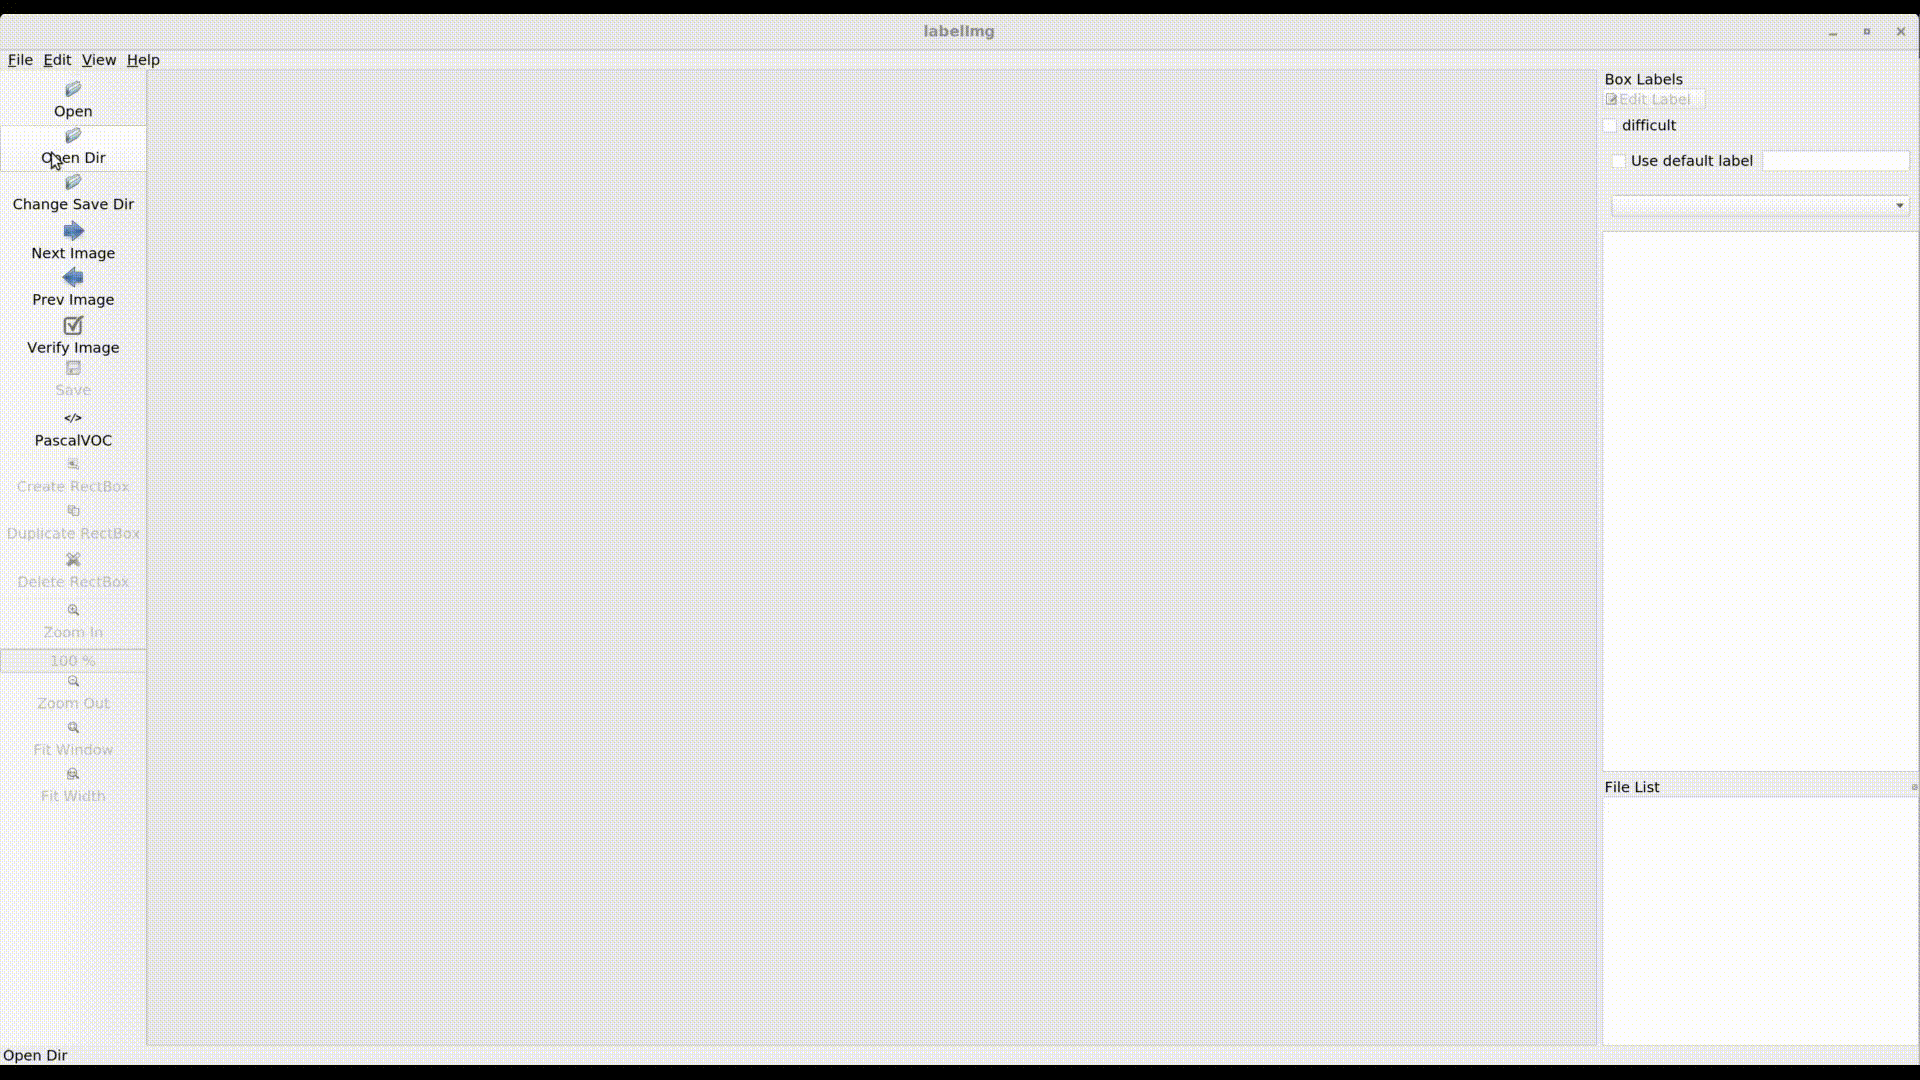 labelImg
File Edit View Help
Open
Open Dir
Change Save Dir
Next Image
Prev Image
Verify Image
Save
</>
PascalVOC
Create RectBox
Duplicate RectBox
Delete RectBox
Zoom In
100 %
Zoom Out
Fit Window
Fit Width
Box Labels
Edit Label
difficult
Use default label
File List
Open Dir